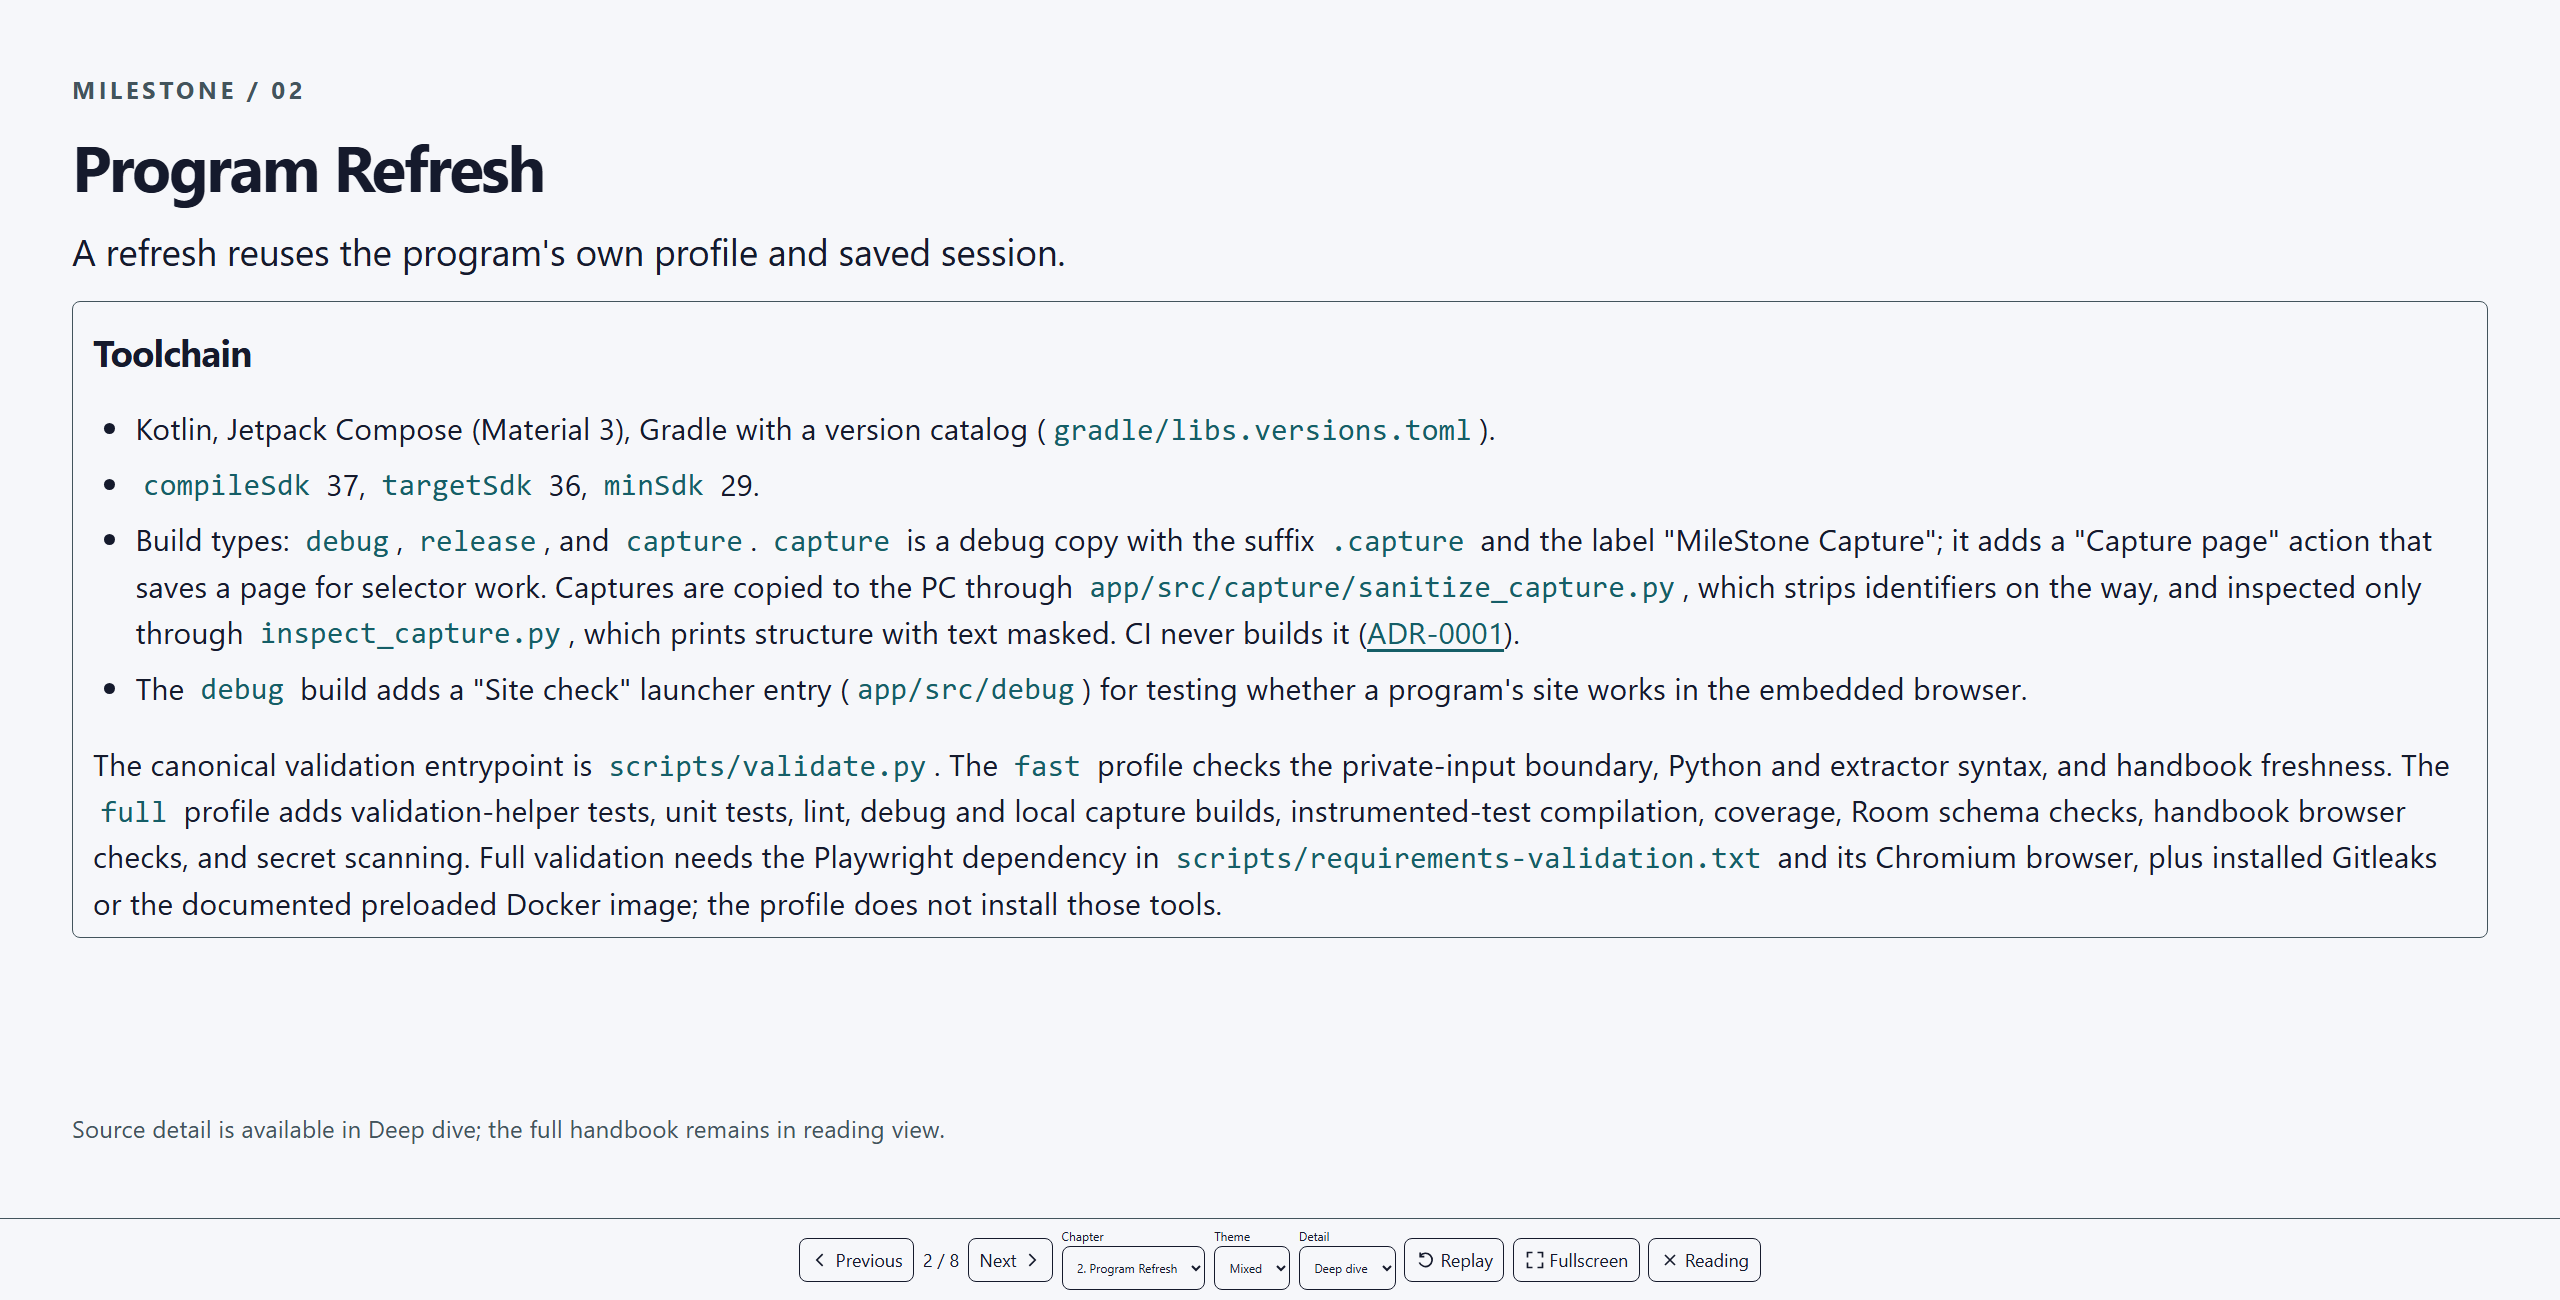 MILESTONE / 02
Program Refresh
A refresh reuses the program's own profile and saved session.
Toolchain
• Kotlin, Jetpack Compose (Material 3), Gradle with a version catalog ( gradle/libs.versions.toml ).
• compileSdk 37, targetSdk 36, minSdk 29.
• Build types: debug , release , and capture . capture is a debug copy with the suffix .capture and the label "MileStone Capture"; it adds a "Capture page" action that
saves a page for selector work. Captures are copied to the PC through app/src/capture/sanitize_capture.py , which strips identifiers on the way, and inspected only
through inspect_capture.py , which prints structure with text masked. CI never builds it (ADR-0001).
• The debug build adds a "Site check" launcher entry ( app/src/debug ) for testing whether a program's site works in the embedded browser.
The canonical validation entrypoint is scripts/validate.py . The fast profile checks the private-input boundary, Python and extractor syntax, and handbook freshness. The
full profile adds validation-helper tests, unit tests, lint, debug and local capture builds, instrumented-test compilation, coverage, Room schema checks, handbook browser
checks, and secret scanning. Full validation needs the Playwright dependency in scripts/requirements-validation.txt and its Chromium browser, plus installed Gitleaks
or the documented preloaded Docker image; the profile does not install those tools.
Source detail is available in Deep dive; the full handbook remains in reading view.
Chapter Theme Detail
Previous 2 / 8 Next 2. Program Refresh Mixed Deep dive Replay Fullscreen Reading